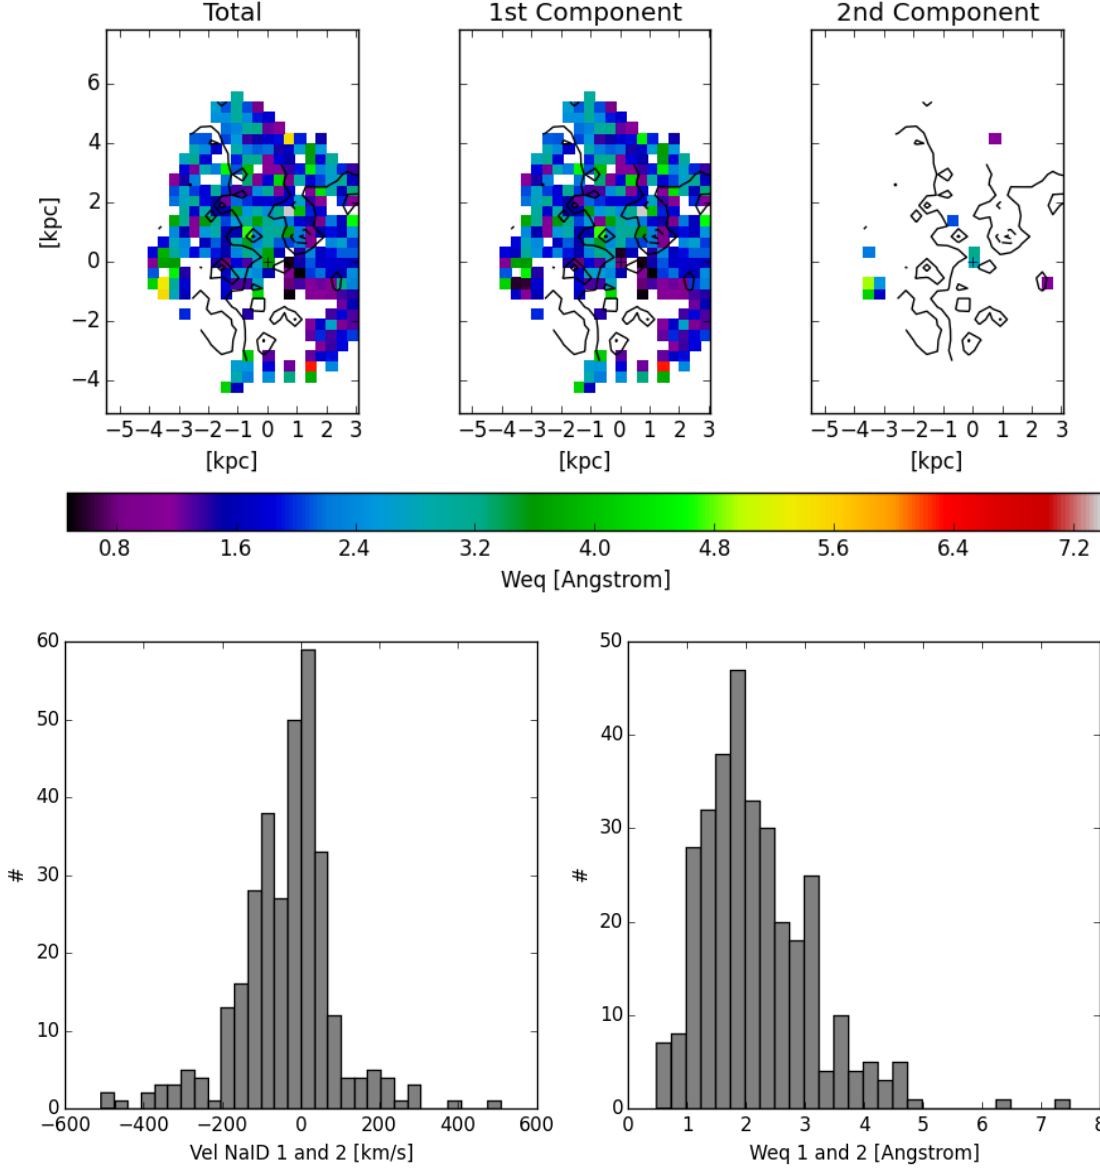 Total 1st Component 2nd Component
6
4
2
0
−2
−4
[kpc]
−5 −4 −3 −2 −1 0 1 2 3 −5 −4 −3 −2 −1 0 1 2 3 −5 −4 −3 −2 −1 0 1 2 3
[kpc] [kpc] [kpc]
0.8 1.6 2.4 3.2 4.0 4.8 5.6 6.4 7.2
Weq [Angstrom]
60
50
40
30
20
10
0
#
−600 −400 −200 0 200 400 600
Vel NaID 1 and 2 [km/s]
50
40
30
20
10
0
#
0 1 2 3 4 5 6 7 8
Weq 1 and 2 [Angstrom]